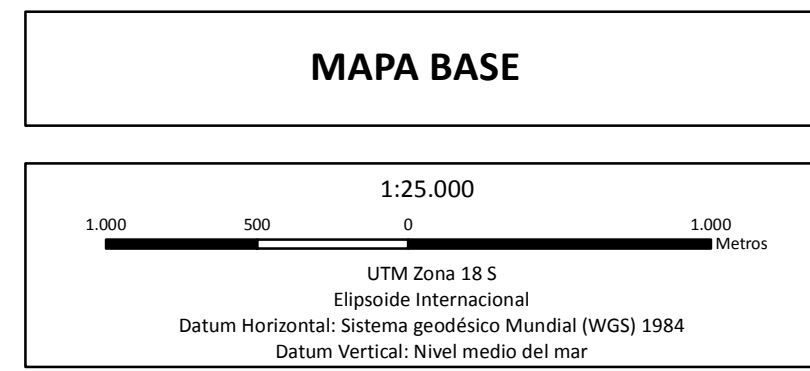 MAPA BASE
1:25.000
1.000 500 0 1.000
Metros
UTM Zona 18 S
Elipsoide Internacional
Datum Horizontal: Sistema geodésico Mundial (WGS) 1984
Datum Vertical: Nivel medio del mar